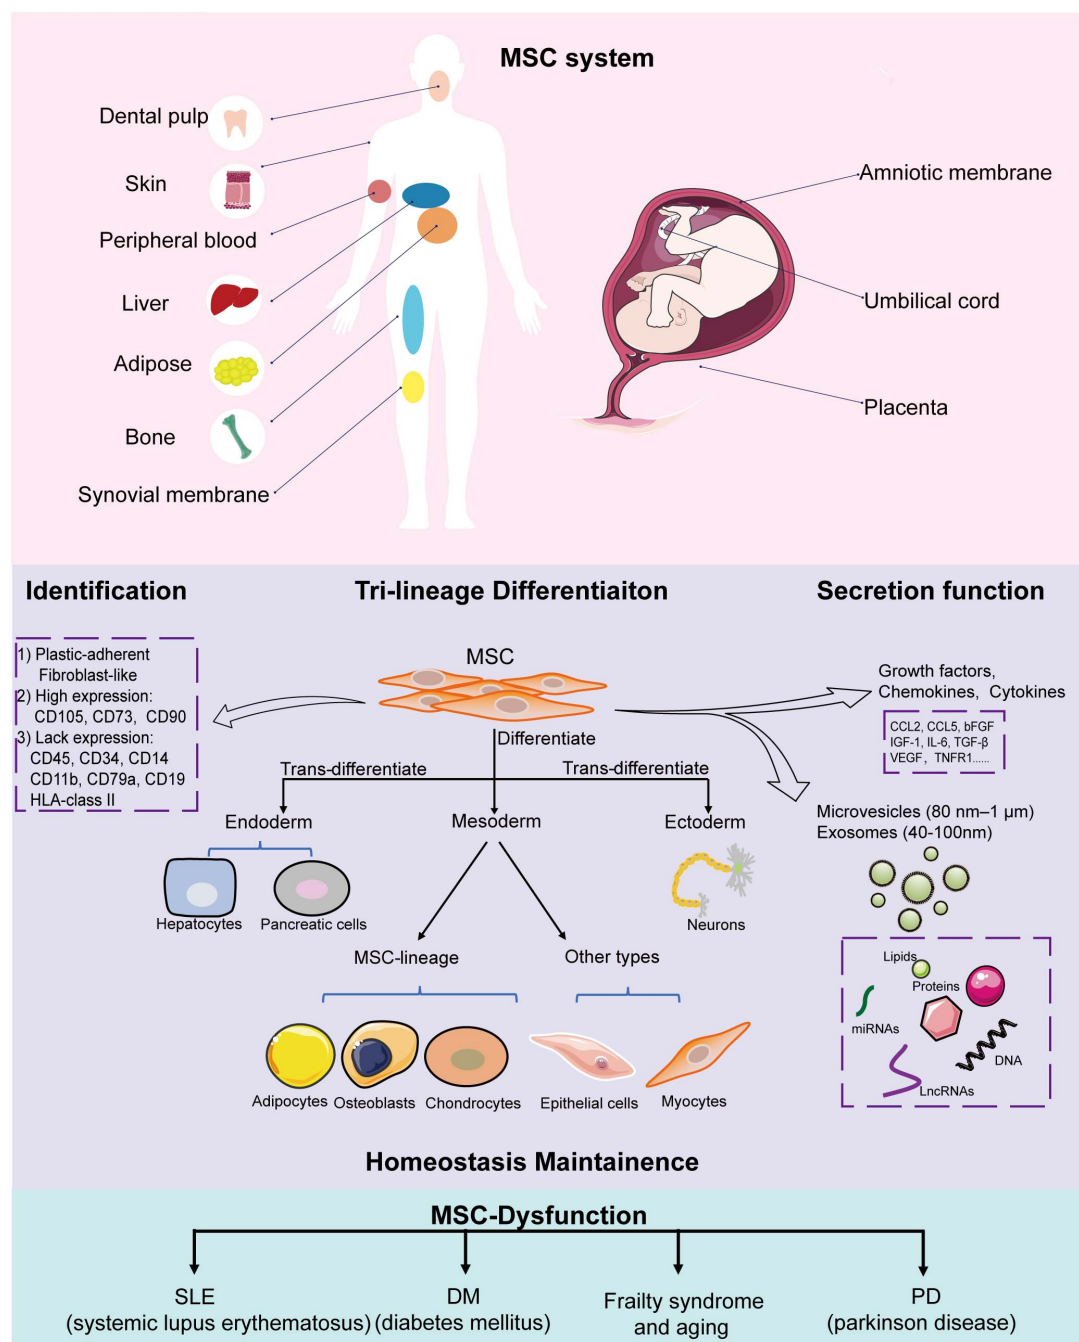 MSC system
Dental pulp
Skin
Peripheral blood
Liver
Adipose
Bone
Synovial membrane
Amniotic membrane
Umbilical cord
Placenta
Identification
1) Plastic-adherent
Fibroblast-like
2) High expression:
CD105, CD73, CD90
3) Lack expression:
CD45, CD34, CD14
CD11b, CD79a, CD19
HLA-class II
Tri-lineage Differentiaiton
MSC
Differentiate
Trans-differentiate
Trans-differentiate
Endoderm
Mesoderm
Ectoderm
Hepatocytes
Pancreatic cells
Neurons
MSC-lineage
Other types
Adipocytes
Osteoblasts
Chondrocytes
Epithelial cells
Myocytes
Secretion function
Growth factors,
Chemokines, Cytokines
CCL2, CCL5, bFGF
IGF-1, IL-6, TGF-β
VEGF, TNFR1......
Microvesicles (80 nm–1 μm)
Exosomes (40-100nm)
Lipids
Proteins
miRNAs
DNA
LncRNAs
Homeostasis Maintainence
MSC-Dysfunction
SLE
(systemic lupus erythematosus)
DM
(diabetes mellitus)
Frailty syndrome
and aging
PD
(parkinson disease)